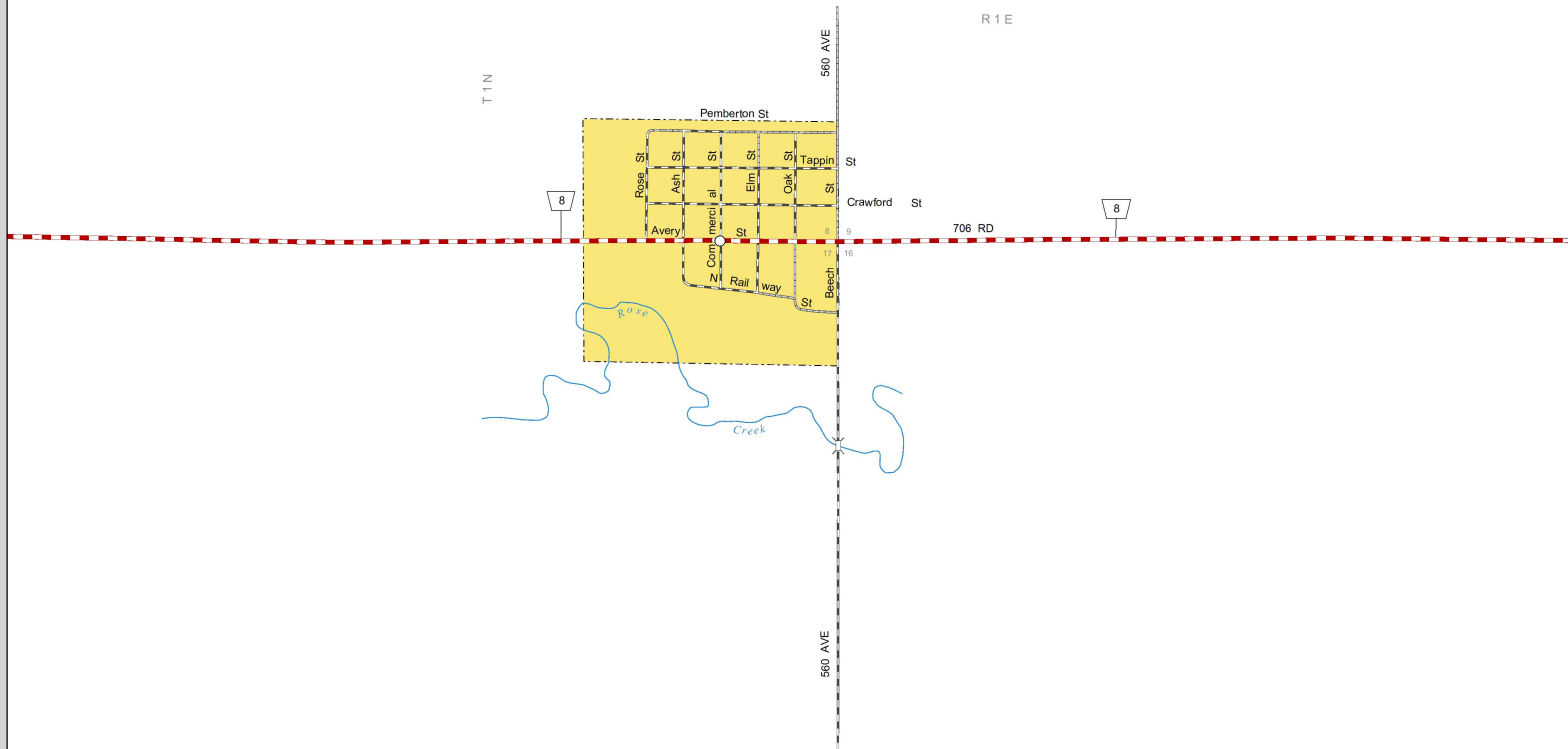 R 1 E
560 AVE
T 1 N
Pemberton St
Rose St
Ash St
Commercial St
Elm St
Oak St
Tappin St
Beech St
8
Crawford St
8
Avery St
8 9
706 RD
17 16
N Railway St
Rose
Creek
560 AVE